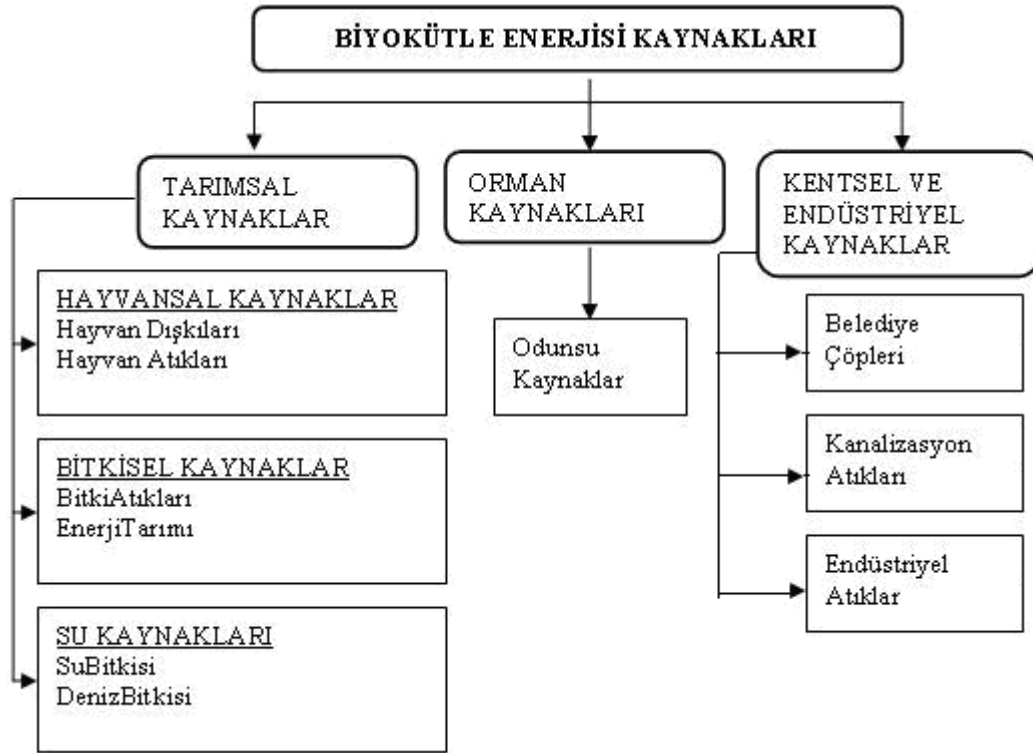 BİYOKÜTLE ENERJİSİ KAYNAKLARI
TARIMSAL
KAYNAKLAR
HAYVANSAL KAYNAKLAR
Hayvan Dışkıları
Hayvan Atıkları
BİTKİSEL KAYNAKLAR
BitkiAtıkları
EnerjiTarımı
SU KAYNAKLARI
SuBitkisi
DenizBitkisi
ORMAN
KAYNAKLARI
Odunsu
Kaynaklar
KENTSEL VE
ENDÜSTRİYEL
KAYNAKLAR
Belediye
Çöpleri
Kanalizasyon
Atıkları
Endüstriyel
Atıklar